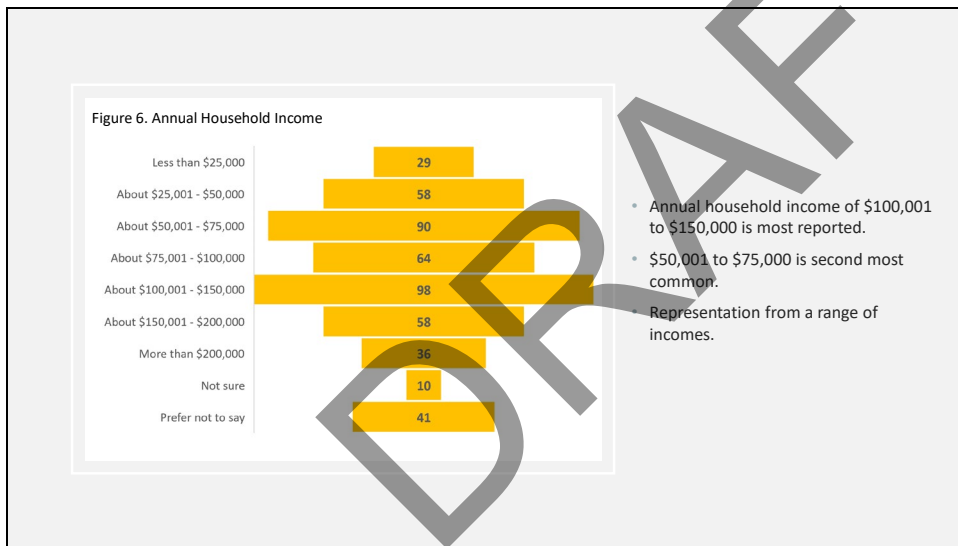 Figure 6. Annual Household Income
Less than $25,000 29
About $25,001 - $50,000 58
About $50,001 - $75,000 90
About $75,001 - $100,000 64
About $100,001 - $150,000 98
About $150,001 - $200,000 58
More than $200,000 36
Not sure 10
Prefer not to say 41
• Annual household income of $100,001
to $150,000 is most reported.
• $50,001 to $75,000 is second most
common.
• Representation from a range of
incomes.
DRAF